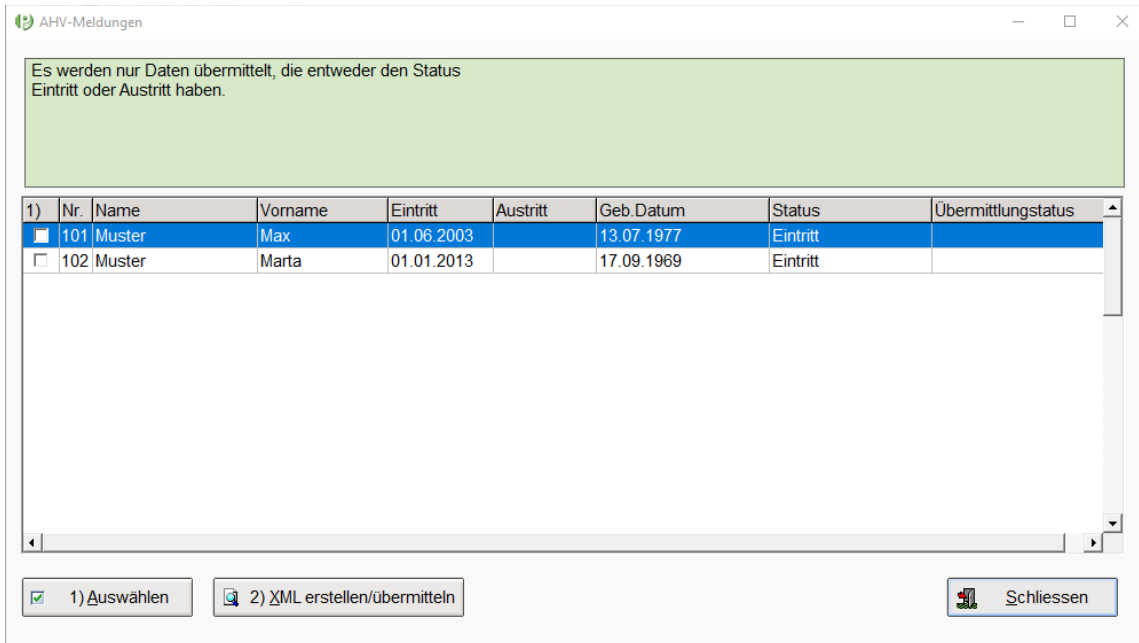 AHV-Meldungen
Es werden nur Daten übermittelt, die entweder den Status
Eintritt oder Austritt haben.
1) Nr. Name Vorname Eintritt Austritt Geb.Datum Status Übermittlungstatus
101 Muster Max 01.06.2003 13.07.1977 Eintritt
102 Muster Marta 01.01.2013 17.09.1969 Eintritt
1) Auswählen 2) XML erstellen/übermitteln Schliessen